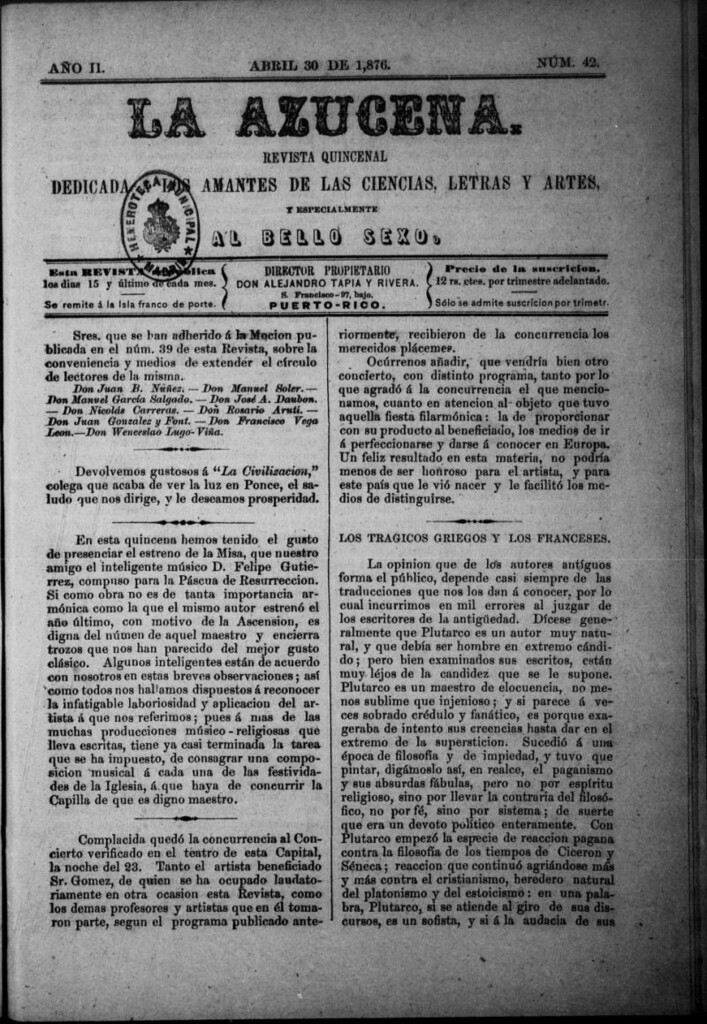 AÑO II.
ABRIL 30 DE 1,876.
NÚM. 42.
LA AZUCENA.
REVISTA QUINCENAL
DEDICADA LOS AMANTES DE LAS CIENCIAS, LETRAS Y ARTES,
Y ESPECIALMENTE
AL BELLO SEXO,
HEMEROTECA MUNICIPAL
MADRID
Esta REVISTA publica
los dias 15 y último de cada mes.
Se remite á la Isla franco de porte.
DIRECTOR PROPIETARIO
DON ALEJANDRO TAPIA Y RIVERA.
S. Francisco-97, bajo.
PUERTO-RICO.
Precio de la suscricion.
12 rs. ctes. por trimestre adelantado.
Sólo se admite suscricion por trimetr.
Sres. que se han adherido á la Mocion pu-
blicada en el núm. 39 de esta Revista, sobre la
conveniencia y medios de extender el círculo
de lectores de la misma.
Don Juan B. Núñez.—Don Manuel Soler.—
Don Manuel García Salgado.—Don José A. Daubon.
—Don Nicolás Carreras.—Don Rosario Aruti.—
Don Juan Gonzalez y Font.—Don Francisco Vega
Leon.—Don Wenceslao Lugo-Viña.
Devolvemos gustosos á "La Civilizacion,"
colega que acaba de ver la luz en Ponce, el sa-
ludo que nos dirige, y le deseamos prosperidad.
En esta quincena hemos tenido el gusto
de presenciar el estreno de la Misa, que nuestro
amigo el inteligente músico D. Felipe Gutie-
rrez, compuso para la Páscua de Resurreccion.
Si como obra no es de tanta importancia ar-
mónica como la que el mismo autor estrenó el
año último, con motivo de la Ascension, es
digna del númen de aquel maestro y encierra
trozos que nos han parecido del mejor gusto
clásico. Algunos inteligentes están de acuerdo
con nosotros en estas breves observaciones; así
como todos nos hallamos dispuestos á reconocer
la infatigable laboriosidad y aplicacion del ar-
tista á que nos referimos; pues á mas de las
muchas producciones músico-religiosas que
lleva escritas, tiene ya casi terminada la tarea
que se ha impuesto, de consagrar una compo-
sicion musical á cada una de las festivida-
des de la Iglesia, á que haya de concurrir la
Capilla de que es digno maestro.
Complacida quedó la concurrencia al Con-
cierto verificado en el teatro de esta Capital,
la noche del 23. Tanto el artista beneficiado
Sr. Gomez, de quien se ha ocupado laudato-
riamente en otra ocasion esta Revista, como
los demas profesores y artistas que en él toma-
ron parte, segun el programa publicado ante-
riormente, recibieron de la concurrencia los
merecidos plácemes.
Ocúrrenos añadir, que vendría bien otro
concierto, con distinto programa, tanto por lo
que agradó á la concurrencia el que mencio-
namos, cuanto en atencion al objeto que tuvo
aquella fiesta filarmónica: la de proporcionar
con su producto al beneficiado, los medios de ir
á perfeccionarse y darse á conocer en Europa.
Un feliz resultado en esta materia, no podría
menos de ser honroso para el artista, y para
este país que le vió nacer y le facilitó los me-
dios de distinguirse.
LOS TRAGICOS GRIEGOS Y LOS FRANCESES.
La opinion que de los autores antíguos
forma el público, depende casi siempre de las
traducciones que nos los dan á conocer, por lo
cual incurrimos en mil errores al juzgar de
los escritores de la antigüedad. Dícese gene-
ralmente que Plutarco es un autor muy natu-
ral, y que debía ser hombre en extremo cándi-
do; pero bien examinados sus escritos, están
muy léjos de la candidez que se le supone.
Plutarco es un maestro de elocuencia, no me-
nos sublime que injenioso; y si parece á ve-
ces sobrado crédulo y fanático, es porque exa-
geraba de intento sus creencias hasta dar en el
extremo de la supersticion. Sucedió á una
época de filosofía y de impiedad, y tuvo que
pintar, digámoslo así, en realce, el paganismo
y sus absurdas fábulas, pero no por espíritu
religioso, sino por llevar la contraria del filosó-
fico, no por fé, sino por sistema; de suerte
que era un devoto político enteramente. Con
Plutarco empezó la especie de reaccion pagana
contra la filosofía de los tiempos de Ciceron y
Séneca; reaccion que continuó agriándose más
y más contra el cristianismo, heredero natural
del platonismo y del estoicismo: en una pala-
bra, Plutarco, si se atiende al giro de sus dis-
cursos, es un sofista, y si á la audacia de sus